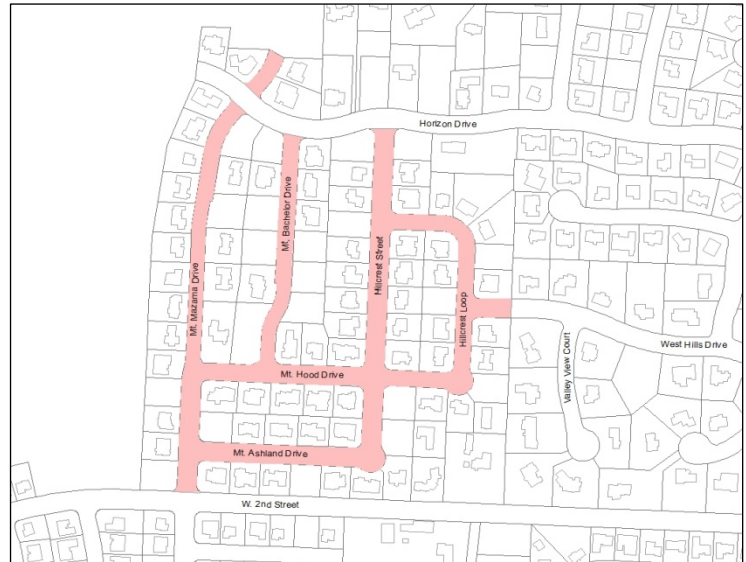 Horizon Drive
Mt. Bachelor Drive
Hillcrest Street
Mt. Mazama Drive
Hillcrest Loop
West Hills Drive
Valley View Court
Mt. Hood Drive
Mt. Ashland Drive
W. 2nd Street